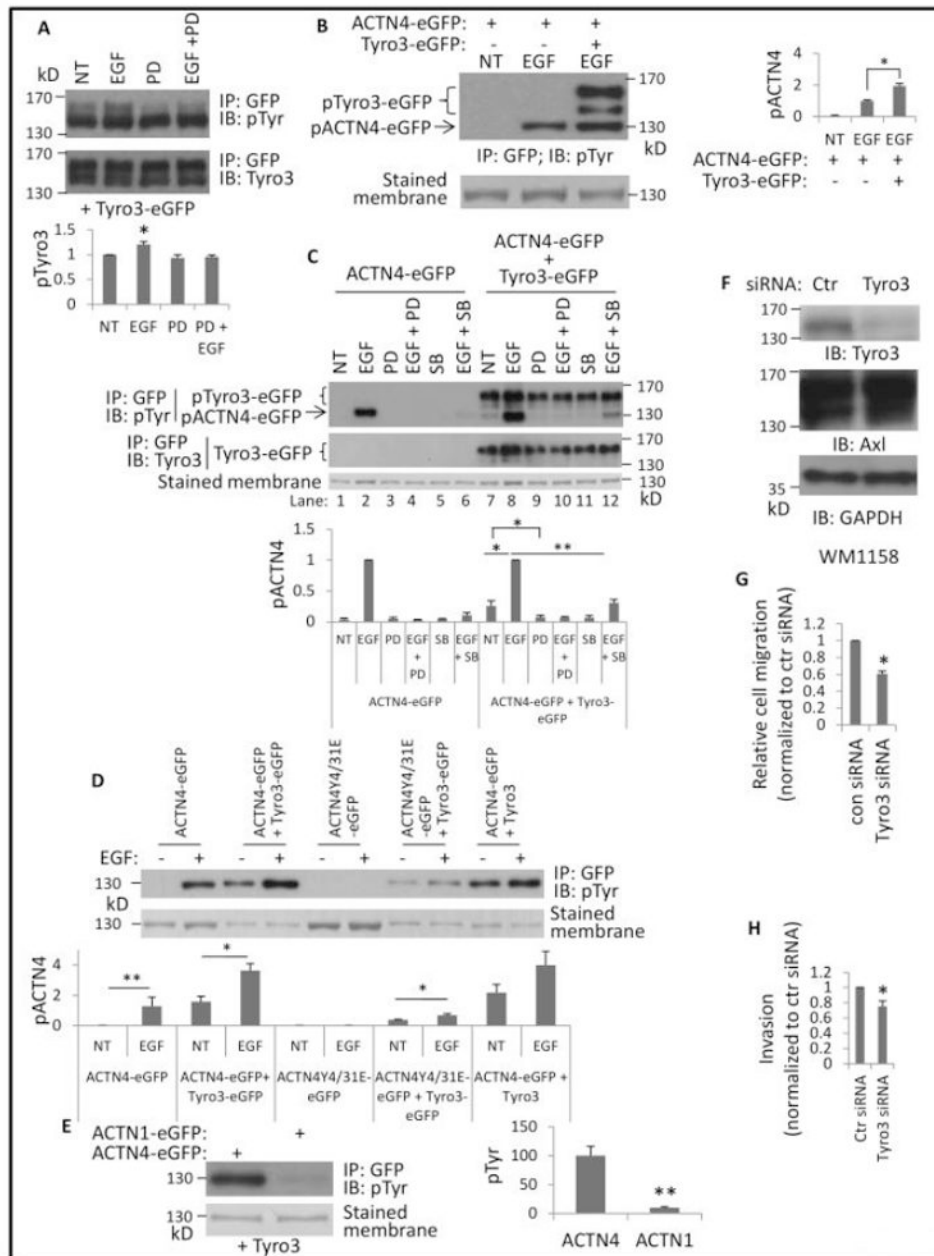 A
kD
NT
EGF
PD
EGF +PD
170
130
IP: GFP
IB: pTyr
170
130
IP: GFP
IB: Tyro3
+ Tyro3-eGFP
pTyro3
1.5
1
0.5
0
*
NT
EGF
PD
PD +
EGF
B
ACTN4-eGFP: + + +
Tyro3-eGFP: - - +
NT EGF EGF
pTyro3-eGFP
pACTN4-eGFP
170
130
kD
IP: GFP; IB: pTyr
Stained
membrane
130
pACTN4
4
2
0
*
NT
EGF
EGF
ACTN4-eGFP: + + +
Tyro3-eGFP: - - +
C
ACTN4-eGFP
ACTN4-eGFP
+
Tyro3-eGFP
NT
EGF
PD
EGF + PD
SB
EGF + SB
NT
EGF
PD
EGF + PD
SB
EGF + SB
IP: GFP
IB: pTyr
pTyro3-eGFP
pACTN4-eGFP
170
130
IP: GFP
IB: Tyro3
Tyro3-eGFP
170
150
130
Stained membrane
130
Lane: 1 2 3 4 5 6 7 8 9 10 11 12 kD
pACTN4
1.5
1
0.5
0
*
*
**
NT
EGF
PD
EGF
+
PD
SB
EGF
+ SB
NT
EGF
PD
EGF
+ PD
SB
EGF
+ SB
ACTN4-eGFP
ACTN4-eGFP + Tyro3-
eGFP
D
ACTN4-eGFP
ACTN4-eGFP
+ Tyro3-eGFP
ACTN4Y4/31E
-eGFP
ACTN4Y4/31E
-eGFP
+ Tyro3-eGFP
ACTN4-eGFP
+ Tyro3
EGF: - + - + - + - + - +
130
kD
IP: GFP
IB: pTyr
130
Stained
membrane
pACTN4
4
2
0
**
*
*
NT EGF NT EGF NT EGF NT EGF NT EGF
ACTN4-eGFP
ACTN4-eGFP+
Tyro3-eGFP
ACTN4Y4/31E-
eGFP
ACTN4Y4/31E-
eGFP + Tyro3-
eGFP
ACTN4-eGFP +
Tyro3
E
ACTN1-eGFP: +
ACTN4-eGFP: +
130
IP: GFP
IB: pTyr
130
kD
Stained
membrane
+ Tyro3
pTyr
150
100
50
0
**
ACTN4 ACTN1
F
siRNA: Ctr Tyro3
170
130
IB: Tyro3
170
130
IB: Axl
35
kD
IB: GAPDH
WM1158
G
Relative cell migration
(normalized to ctr siRNA)
1.2
1
0.8
0.6
0.4
0.2
0
*
con siRNA
Tyro3 siRNA
H
Invasion
(normalized to ctr siRNA)
1.2
1
0.8
0.6
0.4
0.2
0
*
Ctr siRNA
Tyro3 siRNA